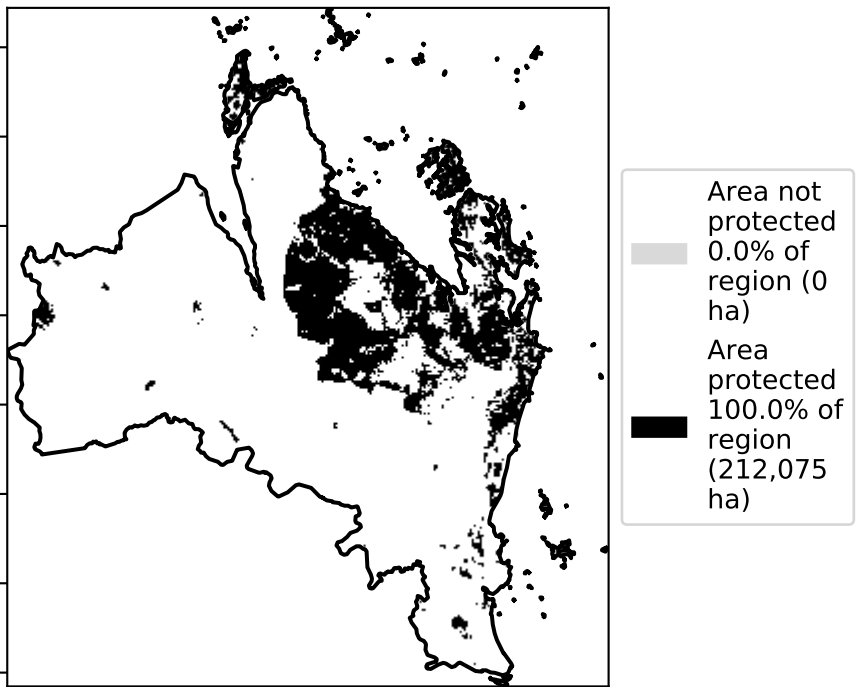 Area not
protected
0.0% of
region (0
ha)
Area
protected
100.0% of
region
(212,075
ha)